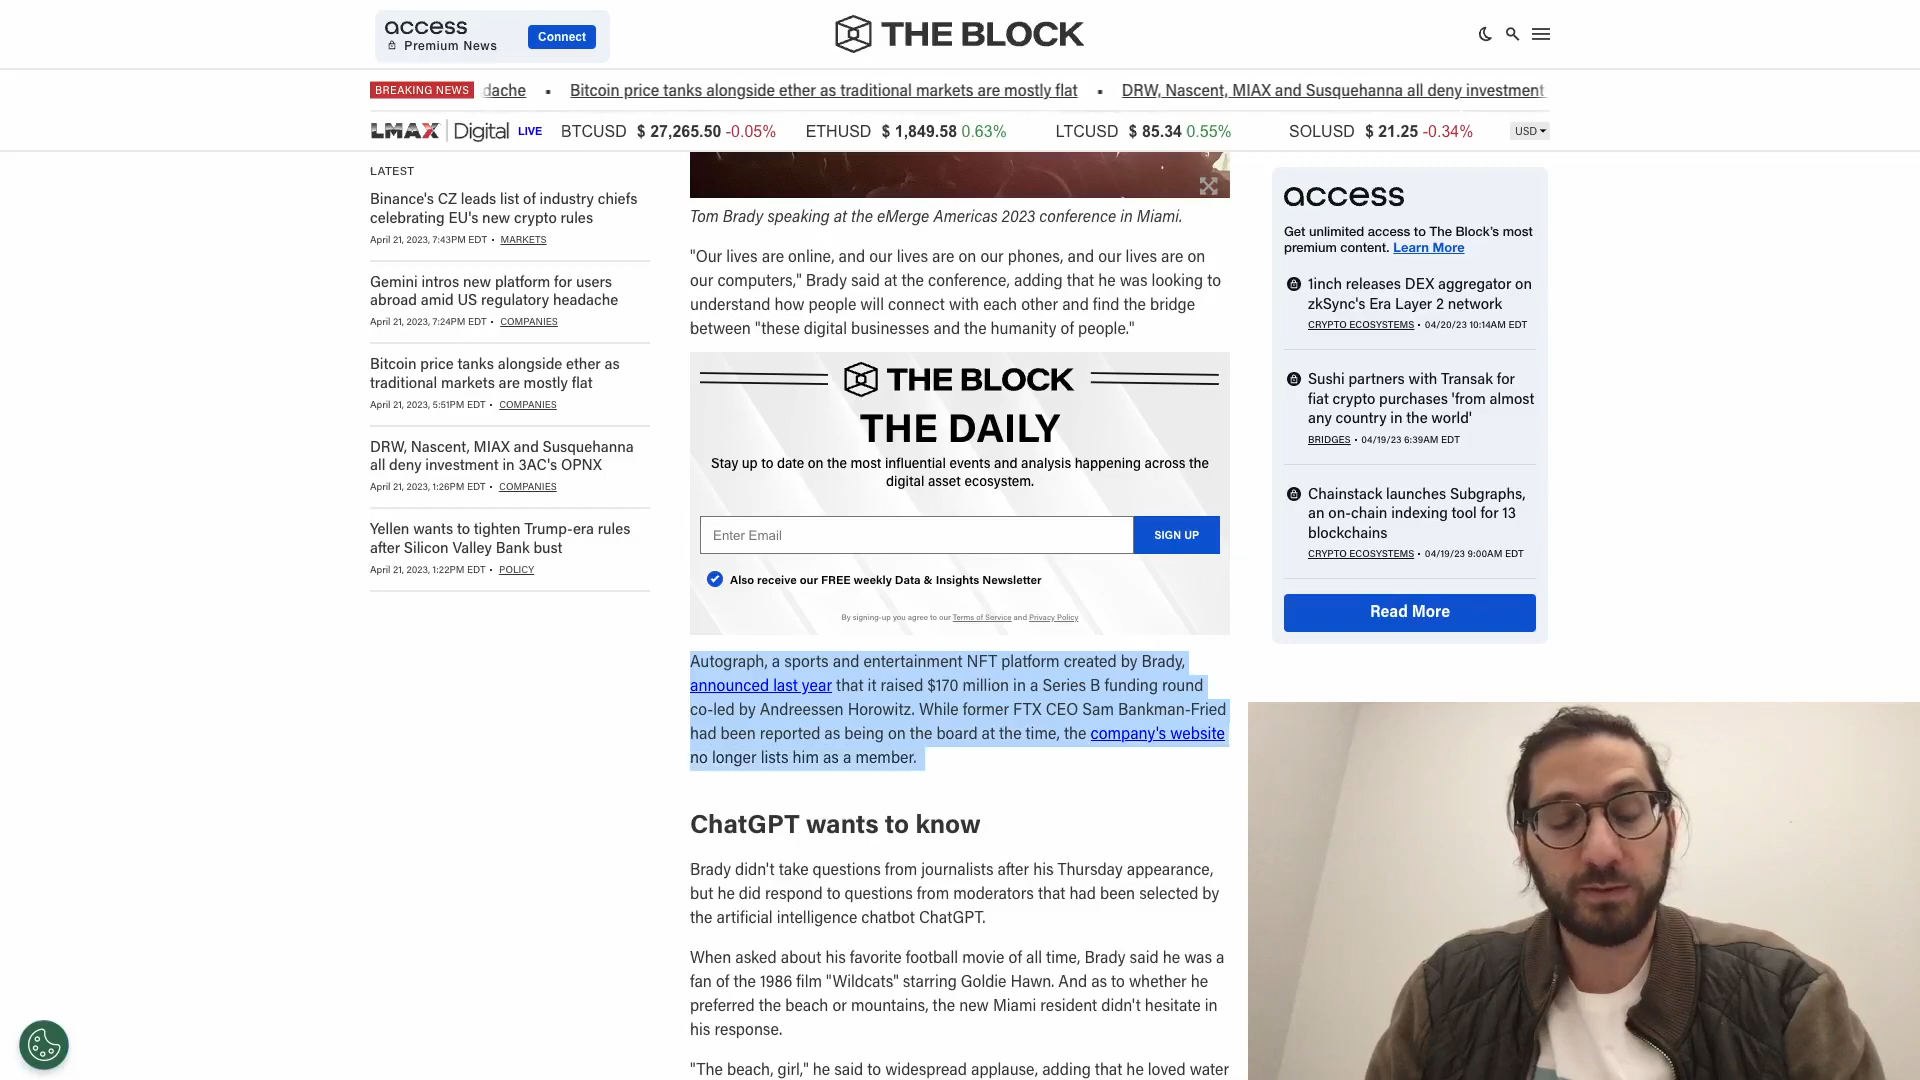 access
Premium News
Connect
THE BLOCK
BREAKING NEWS
dache • Bitcoin price tanks alongside ether as traditional markets are mostly flat • DRW, Nascent, MIAX and Susquehanna all deny investment
LMAX Digital LIVE BTCUSD $ 27,265.50 -0.05% ETHUSD $ 1,849.58 0.63% LTCUSD $ 85.34 0.55% SOLUSD $ 21.25 -0.34% USD
LATEST
Binance's CZ leads list of industry chiefs
celebrating EU's new crypto rules
April 21, 2023, 7:43PM EDT • MARKETS
Gemini intros new platform for users
abroad amid US regulatory headache
April 21, 2023, 7:24PM EDT • COMPANIES
Bitcoin price tanks alongside ether as
traditional markets are mostly flat
April 21, 2023, 5:51PM EDT • COMPANIES
DRW, Nascent, MIAX and Susquehanna
all deny investment in 3AC's OPNX
April 21, 2023, 1:26PM EDT • COMPANIES
Yellen wants to tighten Trump-era rules
after Silicon Valley Bank bust
April 21, 2023, 1:22PM EDT • POLICY
Tom Brady speaking at the eMerge Americas 2023 conference in Miami.
"Our lives are online, and our lives are on our phones, and our lives are on
our computers," Brady said at the conference, adding that he was looking to
understand how people will connect with each other and find the bridge
between "these digital businesses and the humanity of people."
THE BLOCK
THE DAILY
Stay up to date on the most influential events and analysis happening across the
digital asset ecosystem.
Enter Email
SIGN UP
Also receive our FREE weekly Data & Insights Newsletter
By signing-up you agree to our Terms of Service and Privacy Policy
Autograph, a sports and entertainment NFT platform created by Brady,
announced last year that it raised $170 million in a Series B funding round
co-led by Andreessen Horowitz. While former FTX CEO Sam Bankman-Fried
had been reported as being on the board at the time, the company's website
no longer lists him as a member.
ChatGPT wants to know
Brady didn't take questions from journalists after his Thursday appearance,
but he did respond to questions from moderators that had been selected by
the artificial intelligence chatbot ChatGPT.
When asked about his favorite football movie of all time, Brady said he was a
fan of the 1986 film "Wildcats" starring Goldie Hawn. And as to whether he
preferred the beach or mountains, the new Miami resident didn't hesitate in
his response.
"The beach, girl," he said to widespread applause, adding that he loved water
access
Get unlimited access to The Block's most
premium content. Learn More
1inch releases DEX aggregator on
zkSync's Era Layer 2 network
CRYPTO ECOSYSTEMS • 04/20/23 10:14AM EDT
Sushi partners with Transak for
fiat crypto purchases 'from almost
any country in the world'
BRIDGES • 04/19/23 6:39AM EDT
Chainstack launches Subgraphs,
an on-chain indexing tool for 13
blockchains
CRYPTO ECOSYSTEMS • 04/19/23 9:00AM EDT
Read More